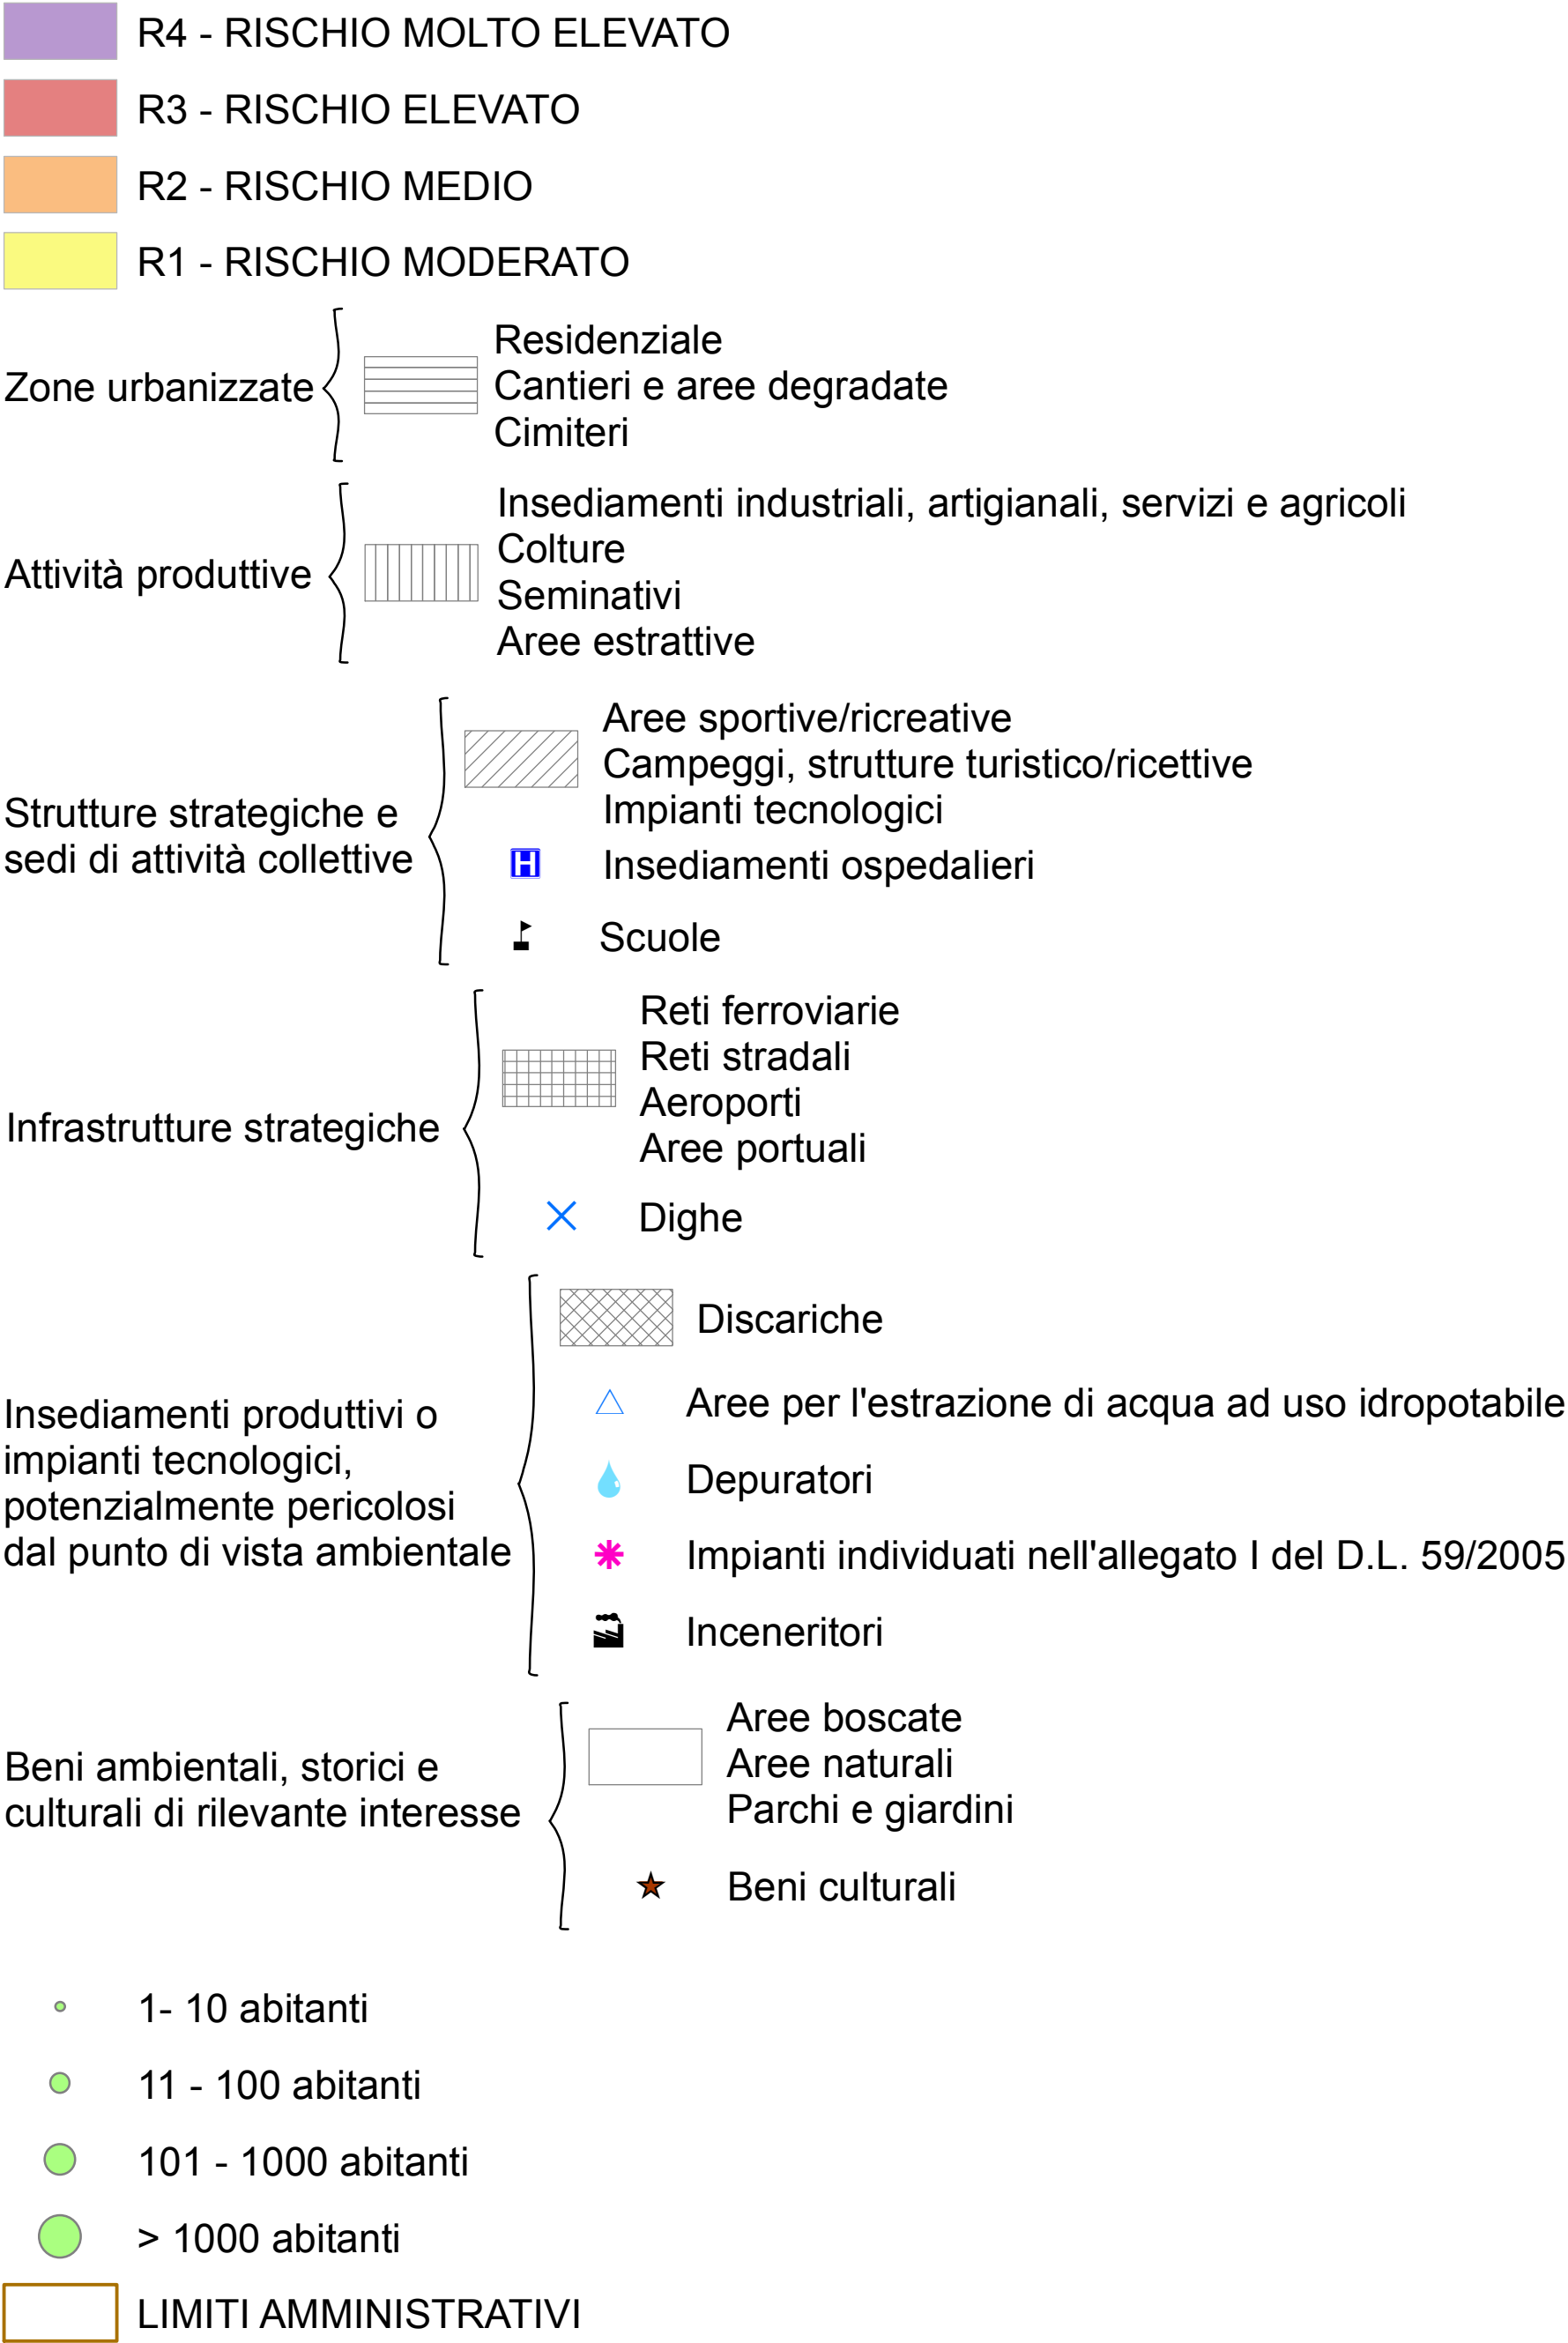 R4 - RISCHIO MOLTO ELEVATO
R3 - RISCHIO ELEVATO
R2 - RISCHIO MEDIO
R1 - RISCHIO MODERATO
Zone urbanizzate
Residenziale
Cantieri e aree degradate
Cimiteri
Attività produttive
Insediamenti industriali, artigianali, servizi e agricoli
Colture
Seminativi
Aree estrattive
Strutture strategiche e
sedi di attività collettive
Aree sportive/ricreative
Campeggi, strutture turistico/ricettive
Impianti tecnologici
H
Insediamenti ospedalieri
Scuole
Infrastrutture strategiche
Reti ferroviarie
Reti stradali
Aeroporti
Aree portuali
Dighe
Insediamenti produttivi o
impianti tecnologici,
potenzialmente pericolosi
dal punto di vista ambientale
Discariche
Aree per l'estrazione di acqua ad uso idropotabile
Depuratori
Impianti individuati nell'allegato I del D.L. 59/2005
Inceneritori
Beni ambientali, storici e
culturali di rilevante interesse
Aree boscate
Aree naturali
Parchi e giardini
Beni culturali
1- 10 abitanti
11 - 100 abitanti
101 - 1000 abitanti
> 1000 abitanti
LIMITI AMMINISTRATIVI